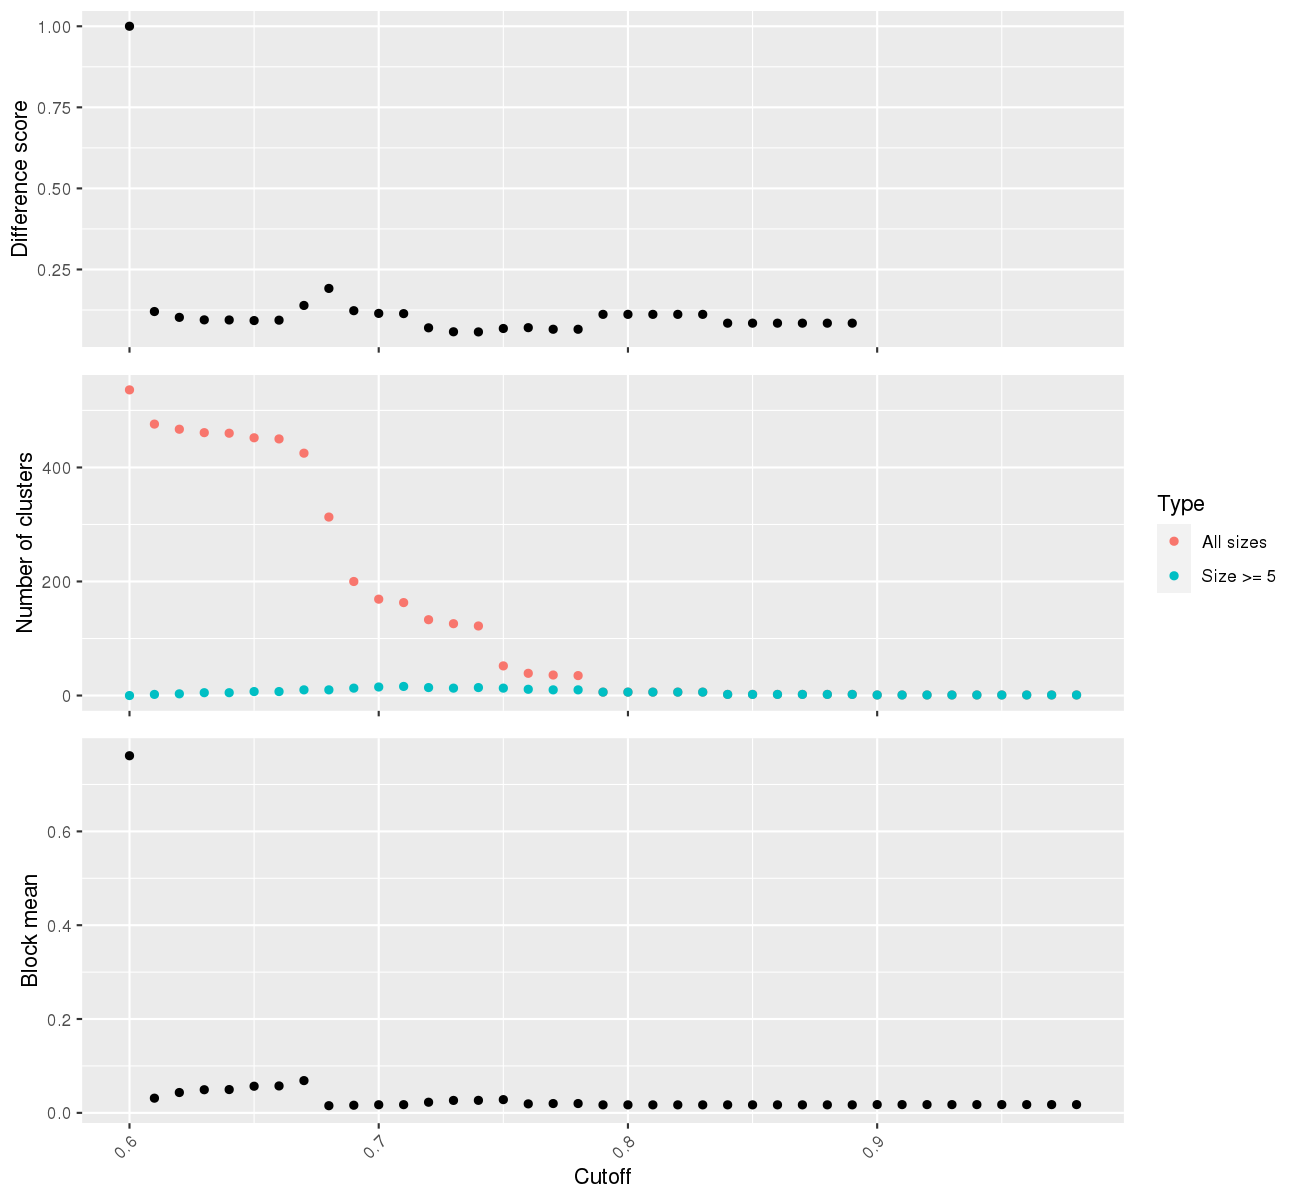 Difference score
1.00
0.75
0.50
0.25
Number of clusters
400
200
0
Type
All sizes
Size >= 5
Block mean
0.6
0.4
0.2
0.0
0.6
0.7
0.8
0.9
Cutoff